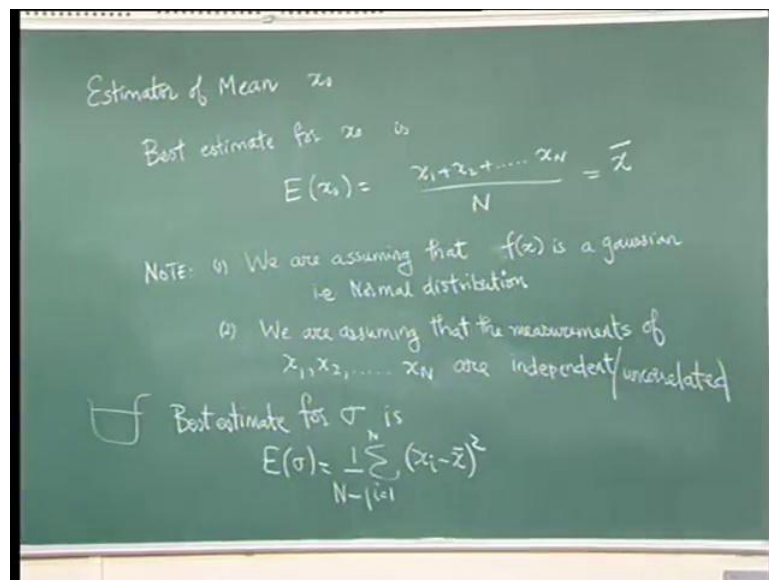 Estimator of Mean x₀
Best estimate for x₀ is
E(x₀) = (x₁+x₂+..... x_N)/N = x̄
NOTE: (1) We are assuming that f(x) is a gaussian
i.e Normal distribution
(2) We are assuming that the measurements of
x₁, x₂, ..... x_N are independent/uncorrelated
Best estimate for σ is
E(σ) = 1/(N-1) Σ_{i=1}^{N} (x_i - x̄)²